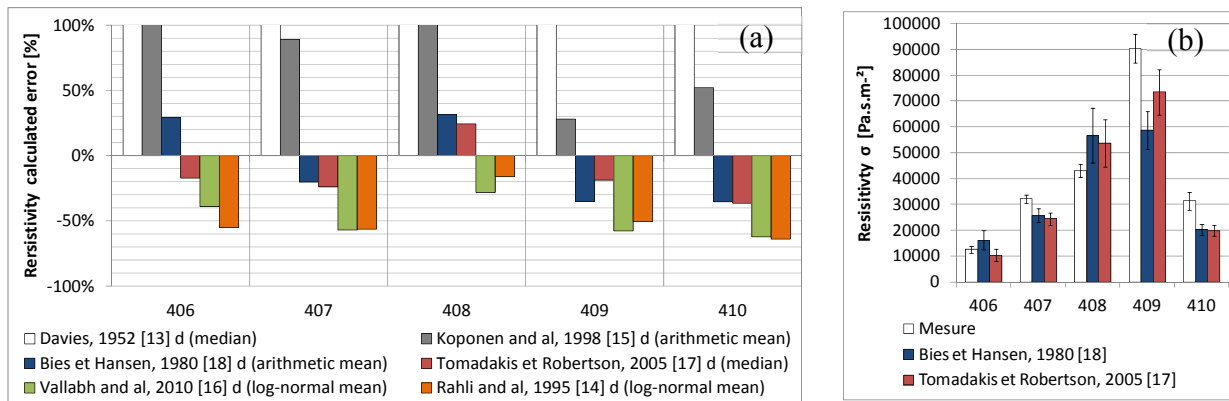 Rersistivity calculated error [%]
100%
50%
0%
-50%
-100%
(a)
406 407 408 409 410
Davies, 1952 [13] d (median)
Koponen and al, 1998 [15] d (arithmetic mean)
Bies et Hansen, 1980 [18] d (arithmetic mean)
Tomadakis et Robertson, 2005 [17] d (median)
Vallabh and al, 2010 [16] d (log-normal mean)
Rahli and al, 1995 [14] d (log-normal mean)
Resisitivty σ [Pa.s.m-²]
100000
90000
80000
70000
60000
50000
40000
30000
20000
10000
0
(b)
406 407 408 409 410
Mesure
Bies et Hansen, 1980 [18]
Tomadakis et Robertson, 2005 [17]